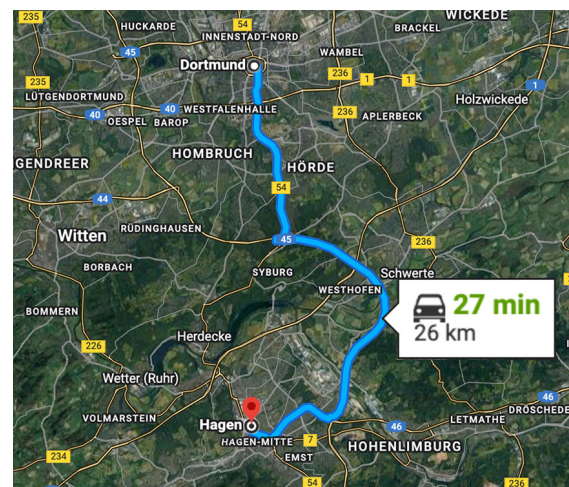 235
54
WICKEDE
HUCKARDE
BRACKEL
INNENSTADT-NORD
45
WAMBEL
Dortmund
236
1
1
235
1
LÜTGENDORTMUND
40
WESTFALENHALLE
236
Holzwickede
40
OESPEL
BAROP
APLERBECK
HOMBRUCH
GENDREER
HÖRDE
54
44
RÜDINGHAUSEN
Witten
45
236
BORBACH
SYBURG
Schwerte
WESTHOFEN
27 min
26 km
BOMMERN
Herdecke
226
Wetter (Ruhr)
46
DRÖSCHEDE
VOLMARSTEIN
Hagen
LETMATHE
46
HAGEN-MITTE
7
HOHENLIMBURG
234
EMST
54
236